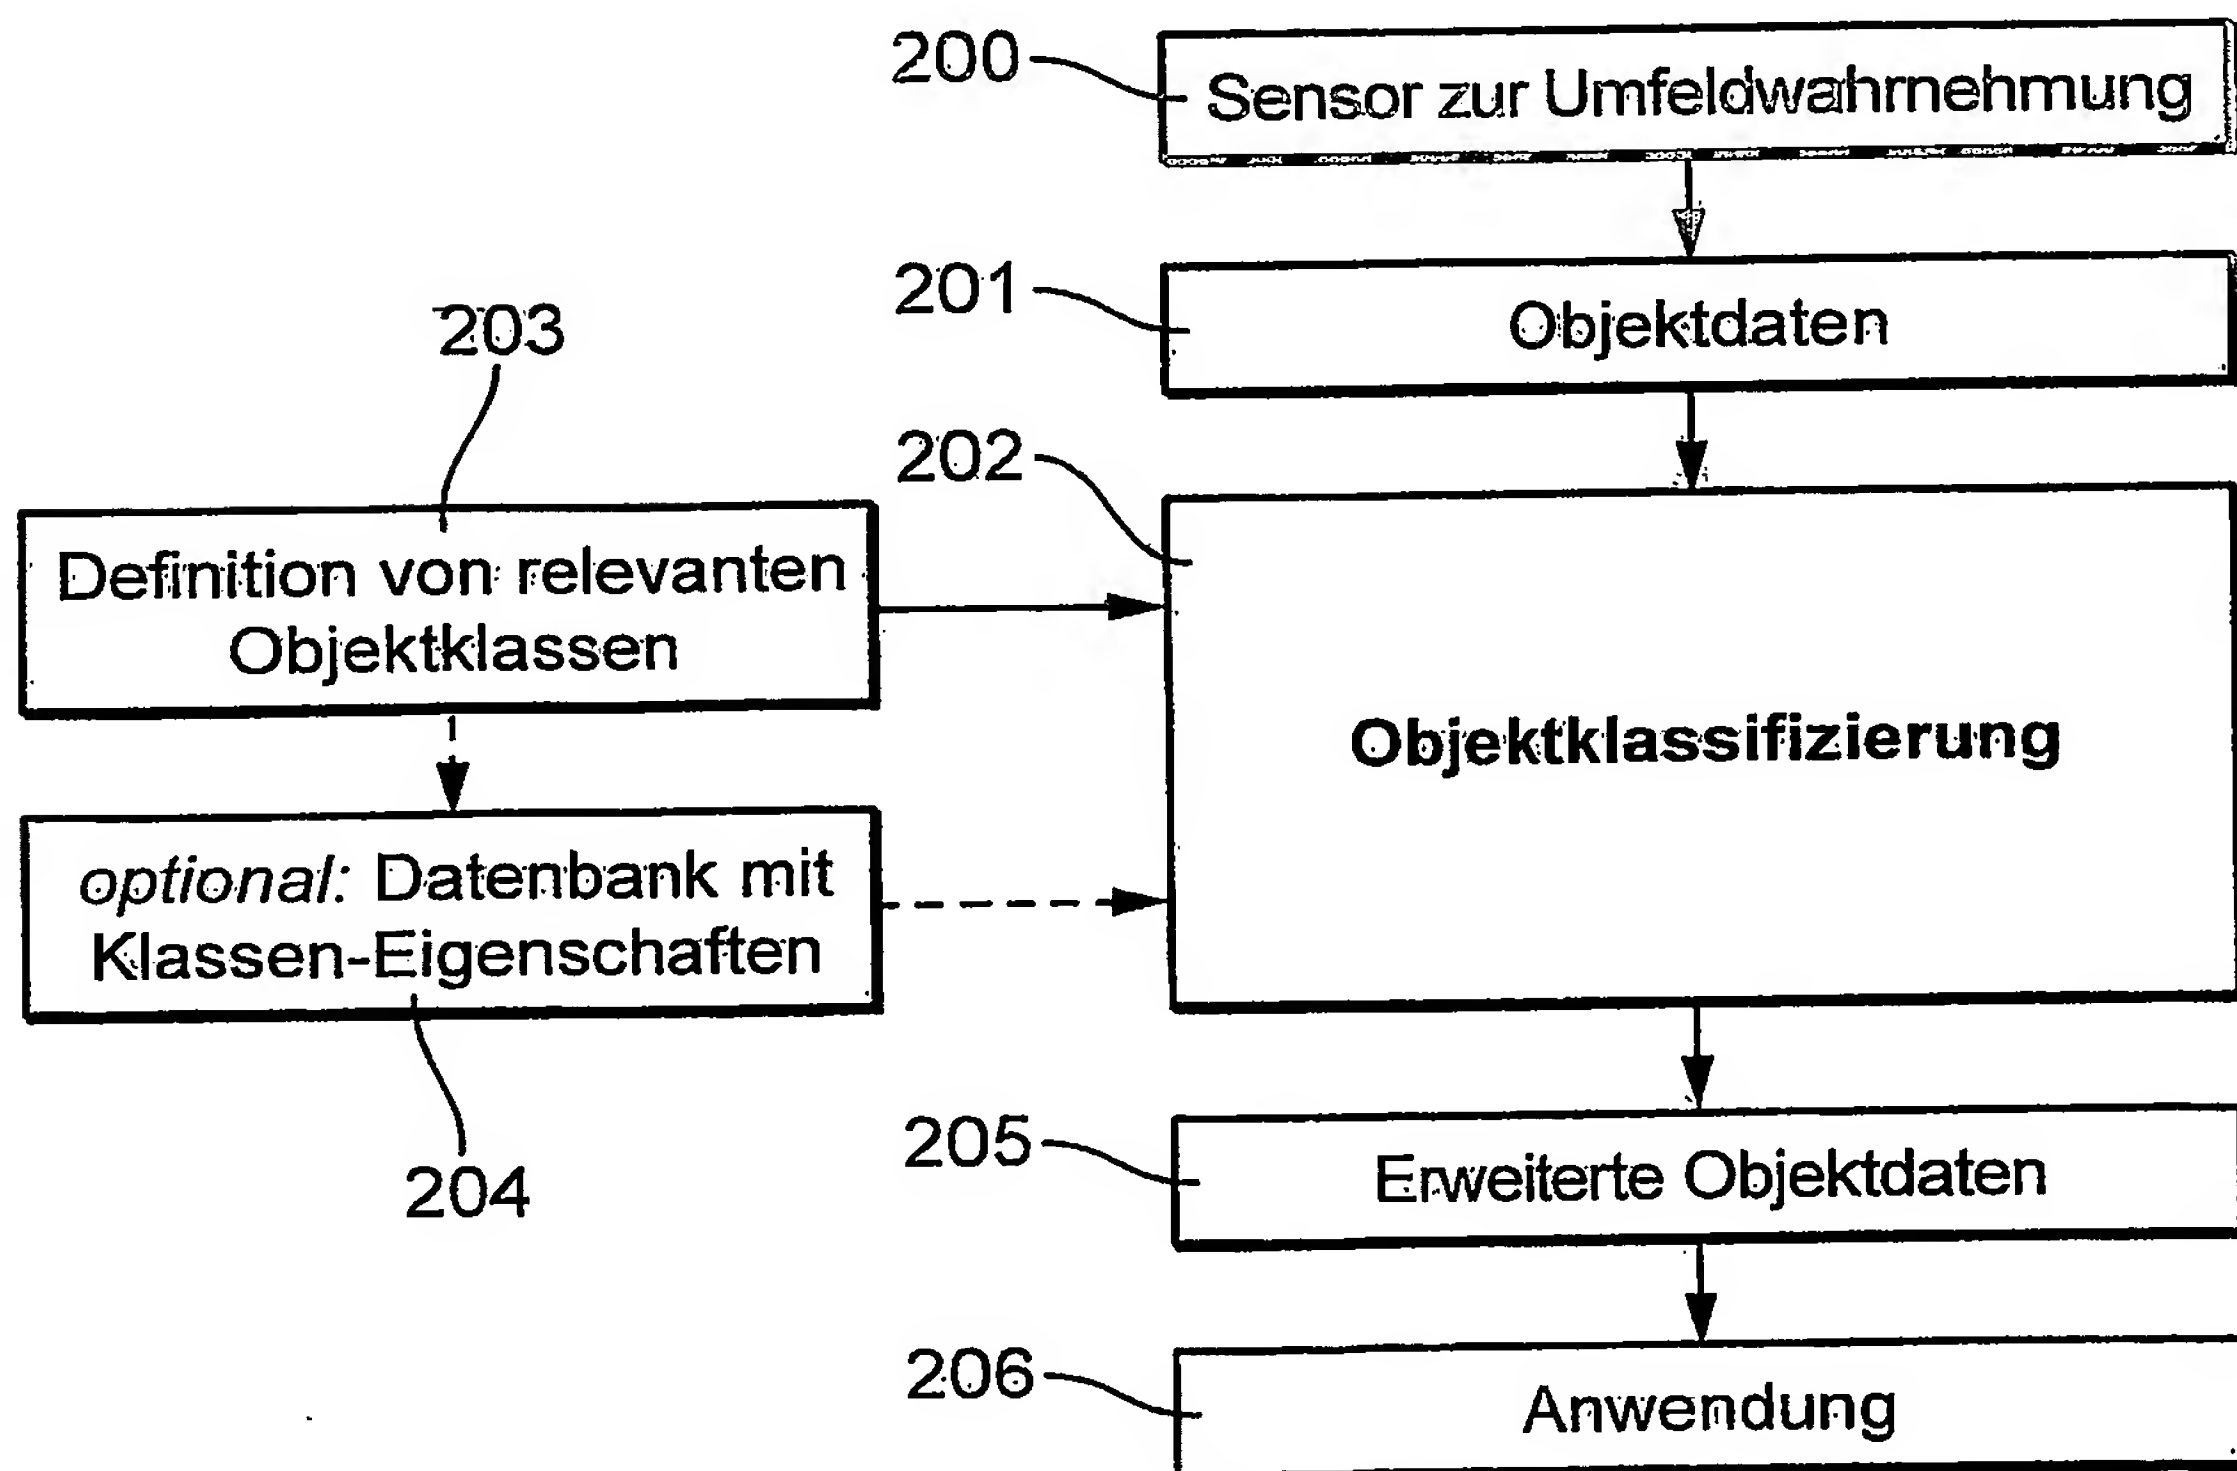 200
Sensor zur Umfeldwahrnehmung
201
Objektdaten
203
202
Definition von relevanten
Objektklassen
Objektklassifizierung
optional: Datenbank mit
Klassen-Eigenschaften
204
205
Erweiterte Objektdaten
206
Anwendung